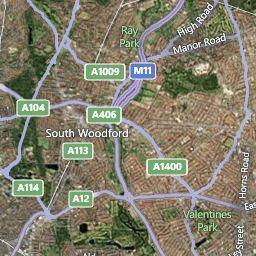 Ray
Park
High Road
Manor Road
A1009
M11
A104
A406
South Woodford
A113
A1400
Horns Road
A114
A12
Valentines
Park